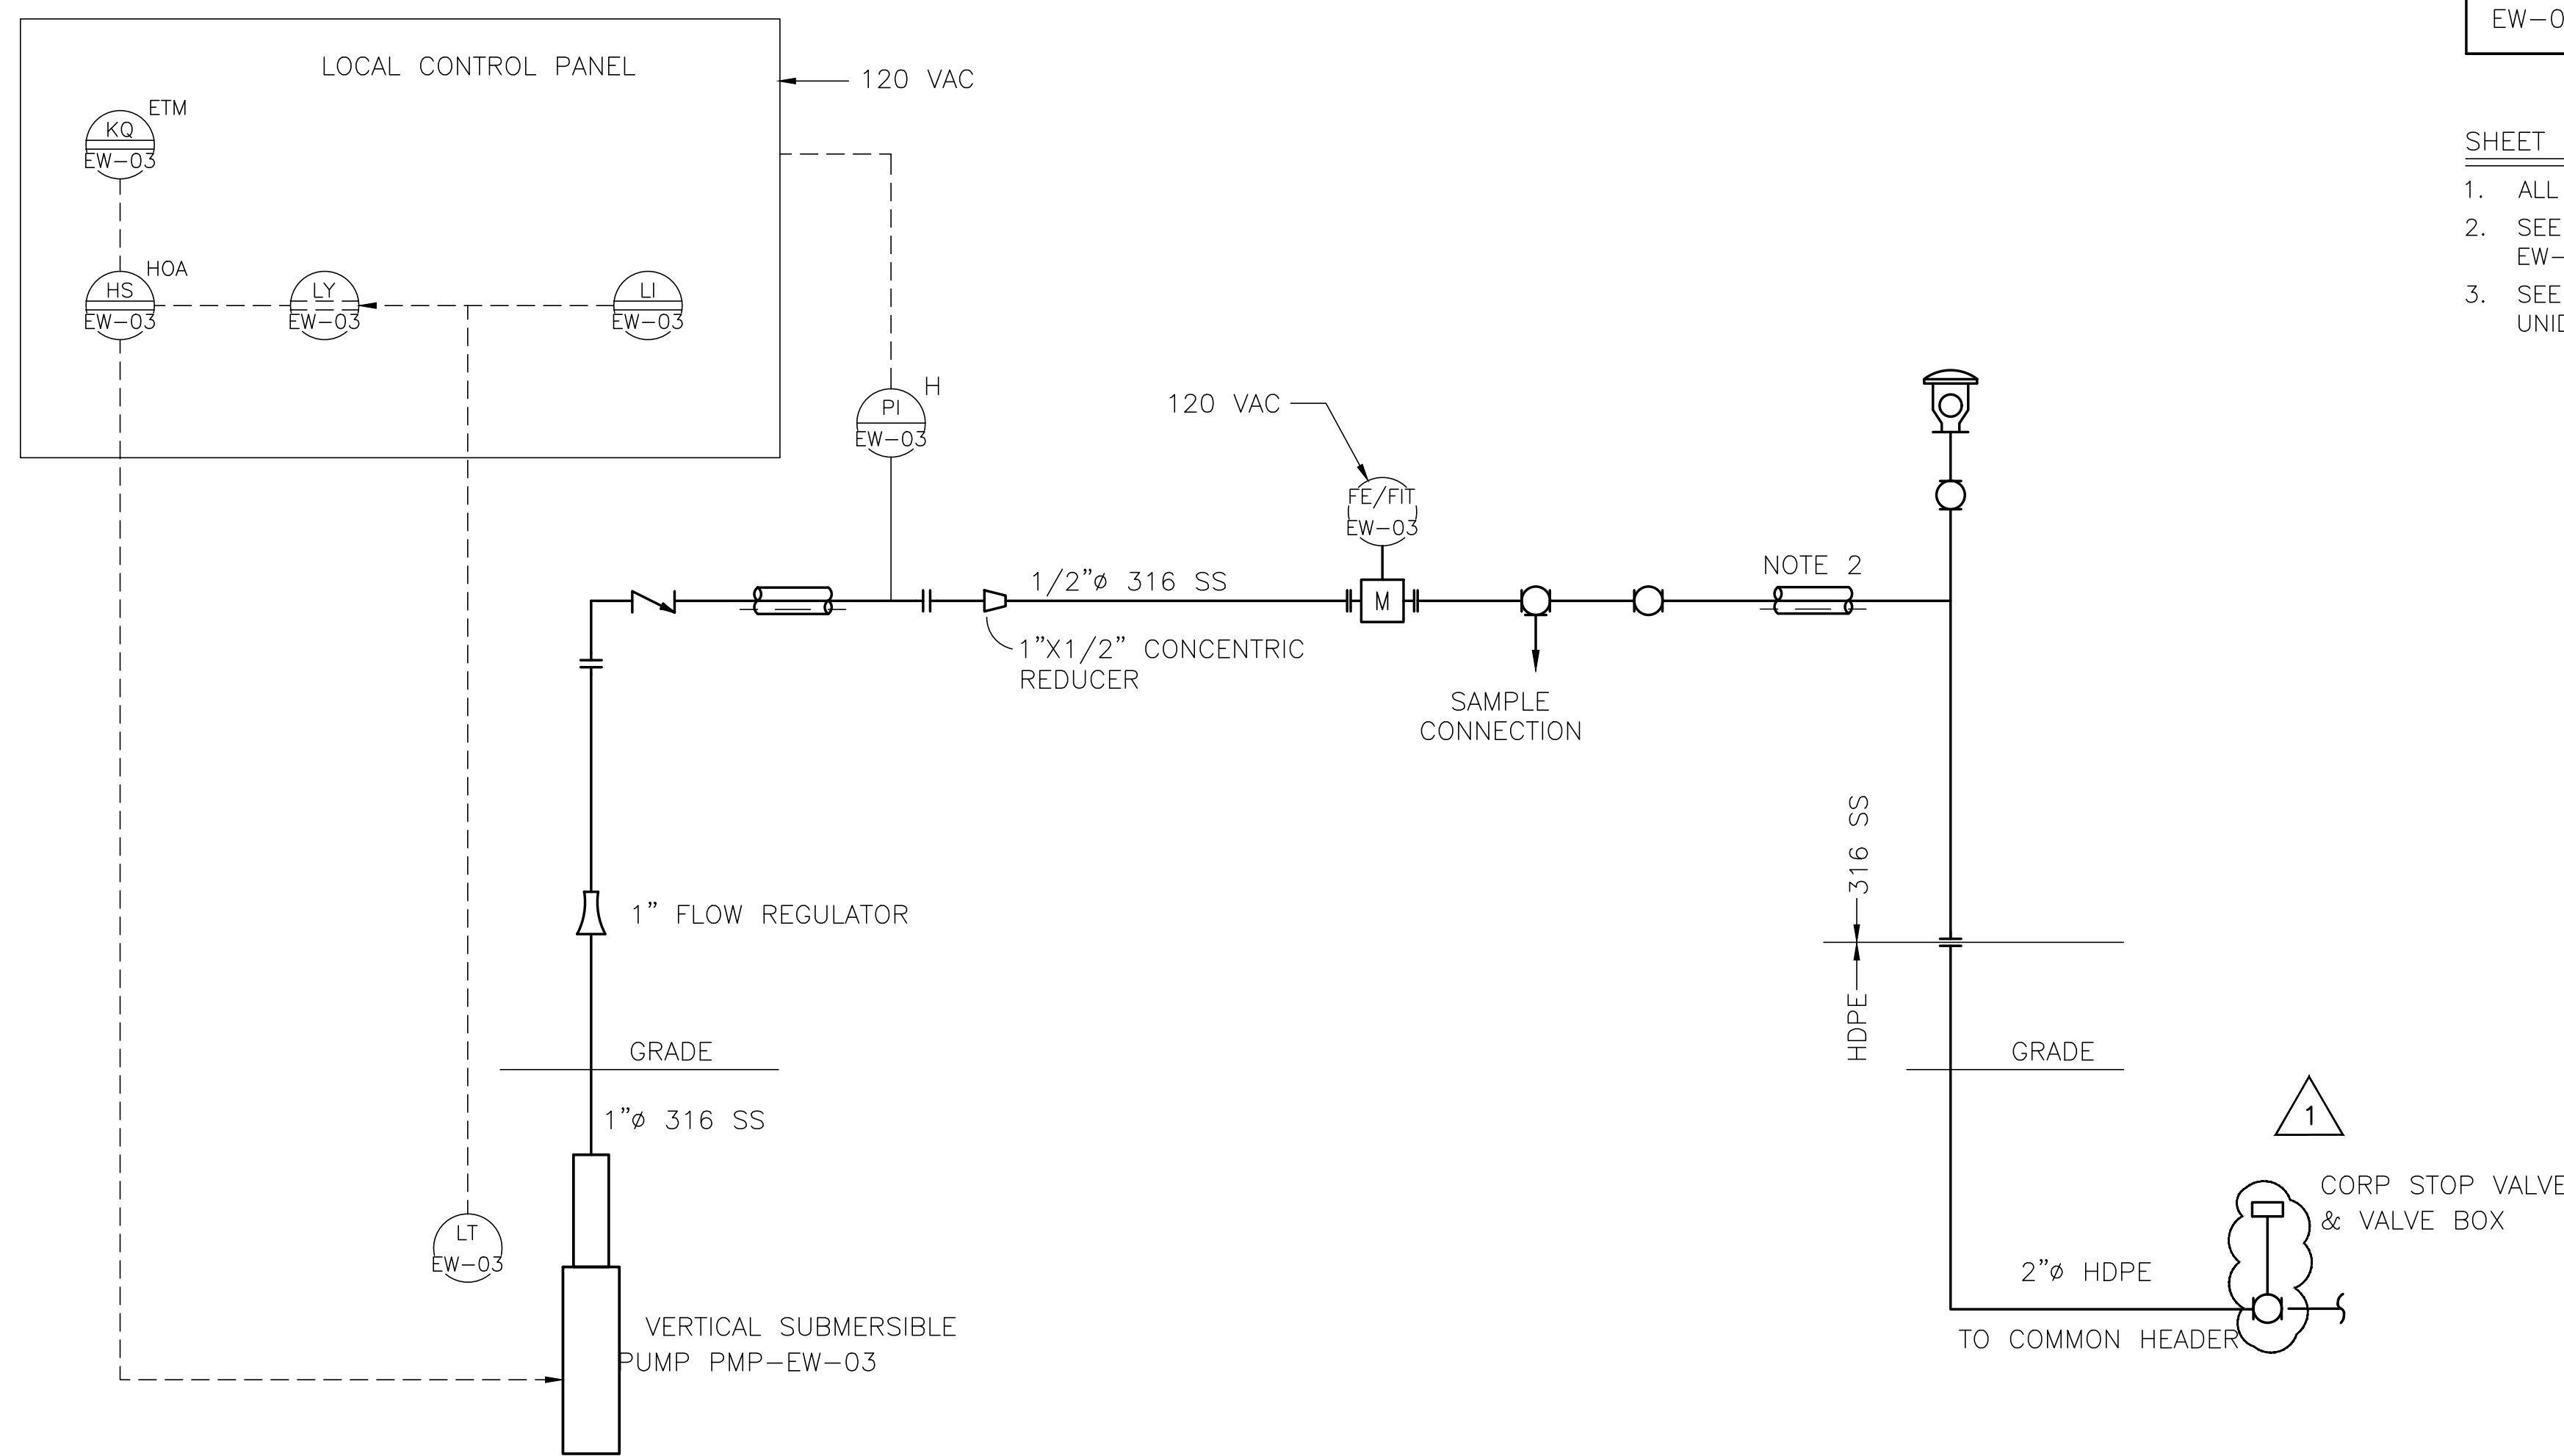 LOCAL CONTROL PANEL
120 VAC
ETM
KQ
EW-03
HOA
HS
EW-03
LY
EW-03
LI
EW-03
H
PI
EW-03
120 VAC
FE/FIT
EW-03
M
1/2"ø 316 SS
1"X1/2" CONCENTRIC
REDUCER
SAMPLE
CONNECTION
NOTE 2
1" FLOW REGULATOR
316 SS
HDPE
GRADE
GRADE
1"ø 316 SS
LT
EW-03
VERTICAL SUBMERSIBLE
PUMP PMP-EW-03
1
CORP STOP VALVE
& VALVE BOX
2"ø HDPE
TO COMMON HEADER
EW-0
SHEET
1. ALL
2. SEE
EW-
3. SEE